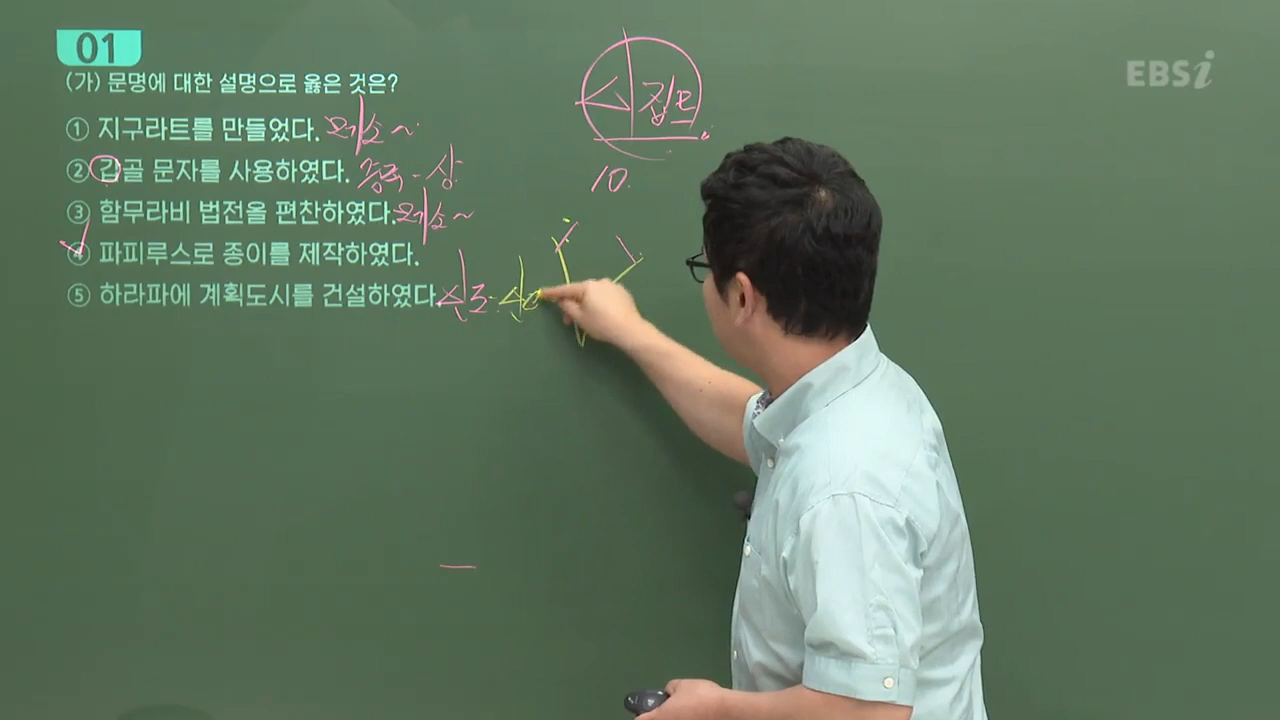 01
EBSi
(가) 문명에 대한 설명으로 옳은 것은?
이집트
① 지구라트를 만들었다. 메소~
② 갑골 문자를 사용하였다. 중국-상
10.
③ 함무라비 법전을 편찬하였다. 메소~
④ 파피루스로 종이를 제작하였다.
⑤ 하라파에 계획도시를 건설하였다.